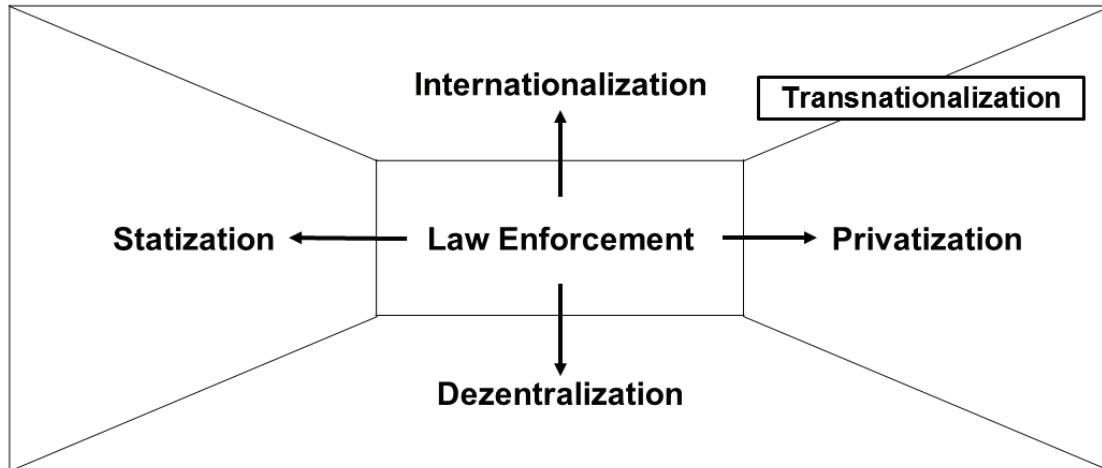 Internationalization
Transnationalization
Statization
Law Enforcement
Privatization
Dezentralization